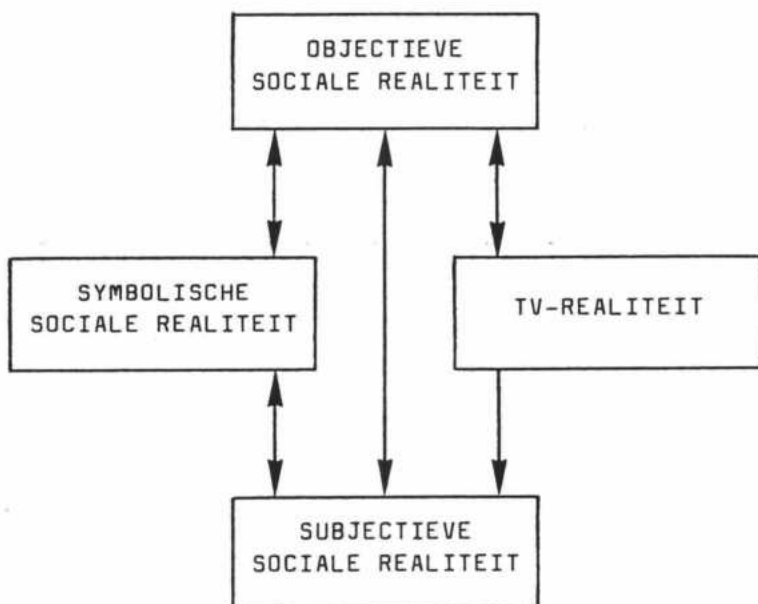 OBJECTIEVE
SOCIALE REALITEIT
SYMBOLISCHE
SOCIALE REALITEIT
TV-REALITEIT
SUBJECTIEVE
SOCIALE REALITEIT